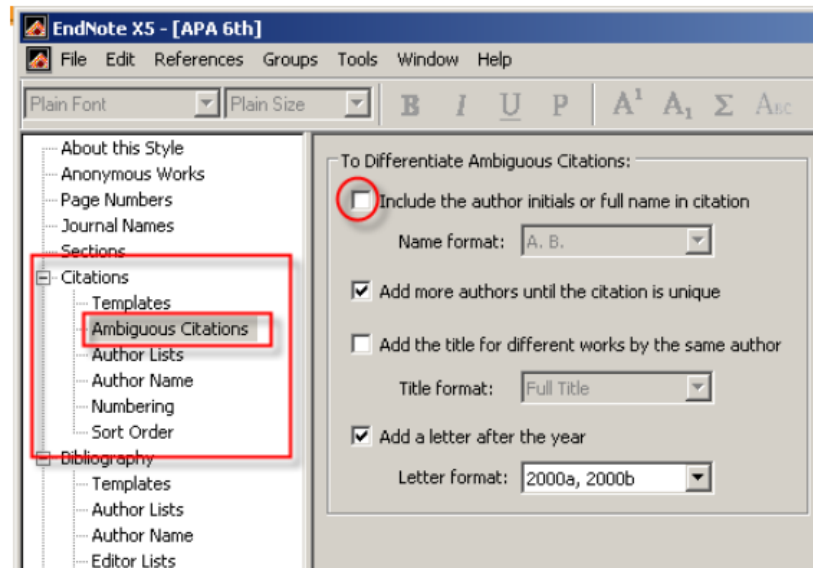 EndNote X5 - [APA 6th]
File Edit References Groups Tools Window Help
Plain Font Plain Size B I U P A1 A1 Σ ABC
About this Style
Anonymous Works
Page Numbers
Journal Names
Sections
Citations
Templates
Ambiguous Citations
Author Lists
Author Name
Numbering
Sort Order
Bibliography
Templates
Author Lists
Author Name
Editor Lists
To Differentiate Ambiguous Citations:
Include the author initials or full name in citation
Name format: A. B.
Add more authors until the citation is unique
Add the title for different works by the same author
Title format: Full Title
Add a letter after the year
Letter format: 2000a, 2000b